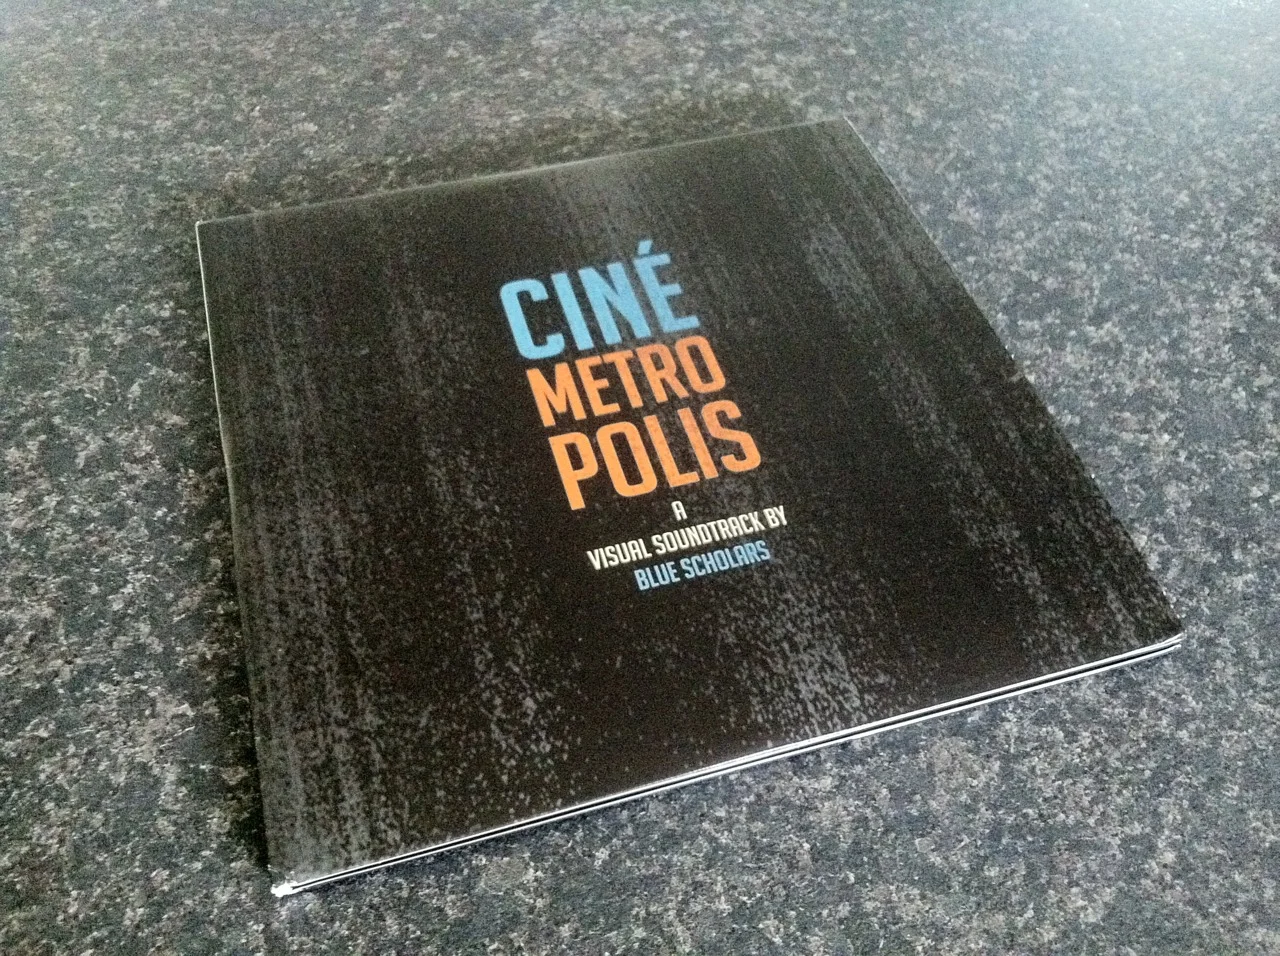 CINÉ
METRO
POLIS
A
VISUAL SOUNDTRACK BY
BLUE SCHOLARS